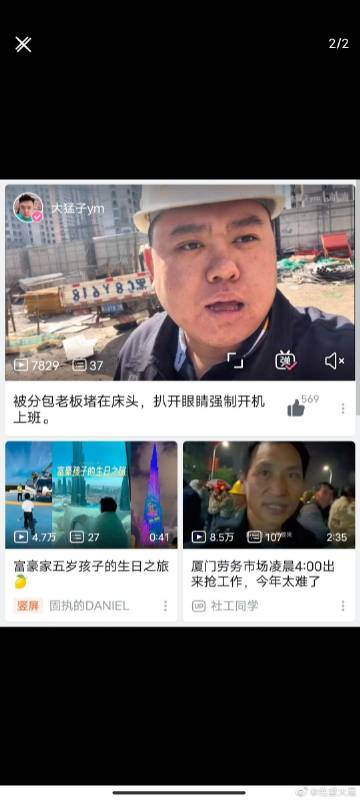 2/2
大猛子ym
7829 37
被分包老板堵在床头，扒开眼睛强制开机
上班。
569
富豪孩子的生日之旅
4.7万 27 0:41
8.5万 107 2:35
富豪家五岁孩子的生日之旅
🍋
竖屏 固执的DANIEL
厦门劳务市场凌晨4:00出
来抢工作，今年太难了
UP 社工同学